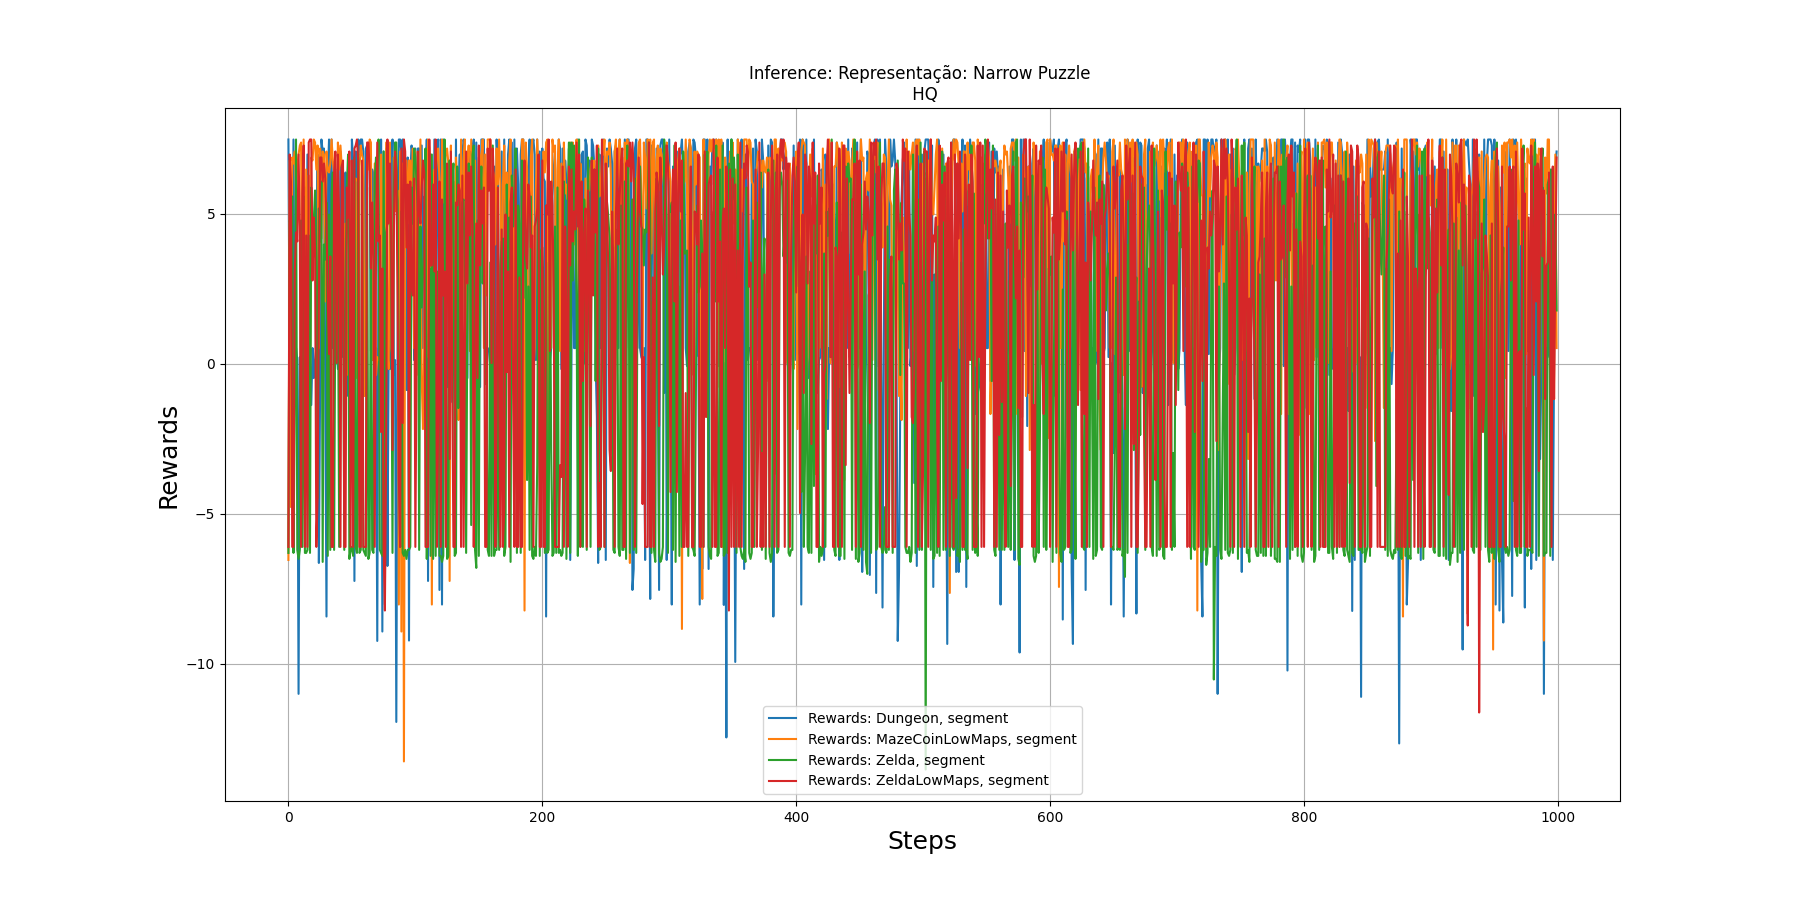 Inference: Representação: Narrow Puzzle
HQ
Rewards
5
0
−5
−10
Rewards: Dungeon, segment
Rewards: MazeCoinLowMaps, segment
Rewards: Zelda, segment
Rewards: ZeldaLowMaps, segment
0
200
400
600
800
1000
Steps